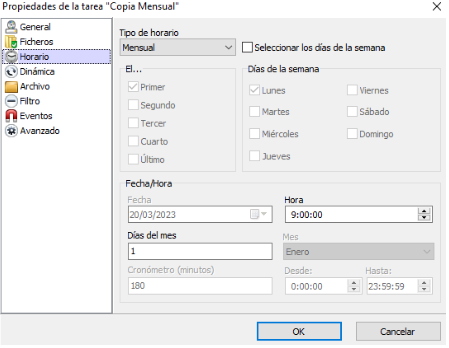 Propiedades de la tarea "Copia Mensual"
General
Ficheros
Horario
Dinámica
Archivo
Filtro
Eventos
Avanzado
Tipo de horario
Mensual
Seleccionar los días de la semana
El...
Primer
Segundo
Tercer
Cuarto
Último
Días de la semana
Lunes
Viernes
Martes
Sábado
Miércoles
Domingo
Jueves
Fecha/Hora
Fecha
Hora
20/03/2023
9:00:00
Días del mes
Mes
1
Enero
Cronómetro (minutos)
Desde:
Hasta:
180
0:00:00
23:59:59
OK
Cancelar